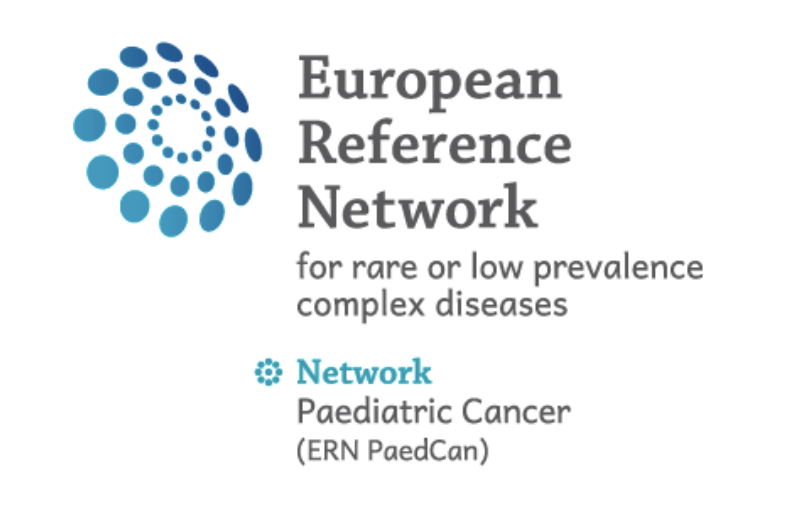 European
Reference
Network
for rare or low prevalence
complex diseases
Network
Paediatric Cancer
(ERN PaedCan)